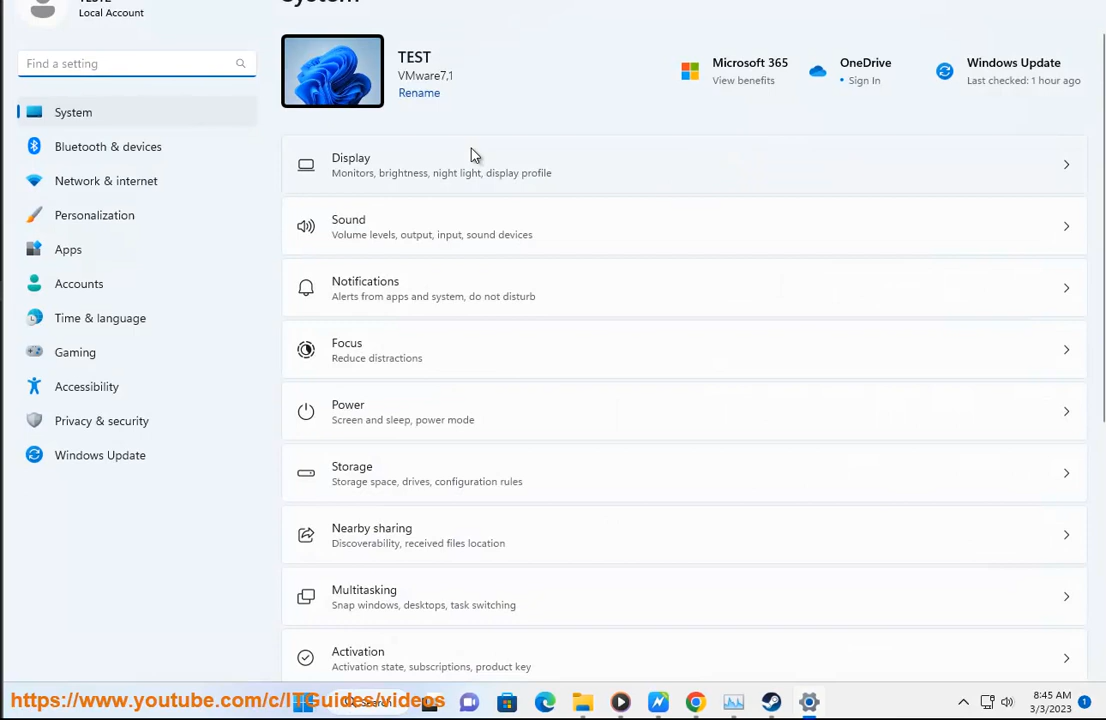 TESTE
Local Account
System
Find a setting
System
Bluetooth & devices
Network & internet
Personalization
Apps
Accounts
Time & language
Gaming
Accessibility
Privacy & security
Windows Update
TEST
VMware7,1
Rename
Microsoft 365
View benefits
OneDrive
• Sign In
Windows Update
Last checked: 1 hour ago
Display
Monitors, brightness, night light, display profile
Sound
Volume levels, output, input, sound devices
Notifications
Alerts from apps and system, do not disturb
Focus
Reduce distractions
Power
Screen and sleep, power mode
Storage
Storage space, drives, configuration rules
Nearby sharing
Discoverability, received files location
Multitasking
Snap windows, desktops, task switching
Activation
Activation state, subscriptions, product key
https://www.youtube.com/c/ITGuides/videos
Search
8:45 AM
3/3/2023
1